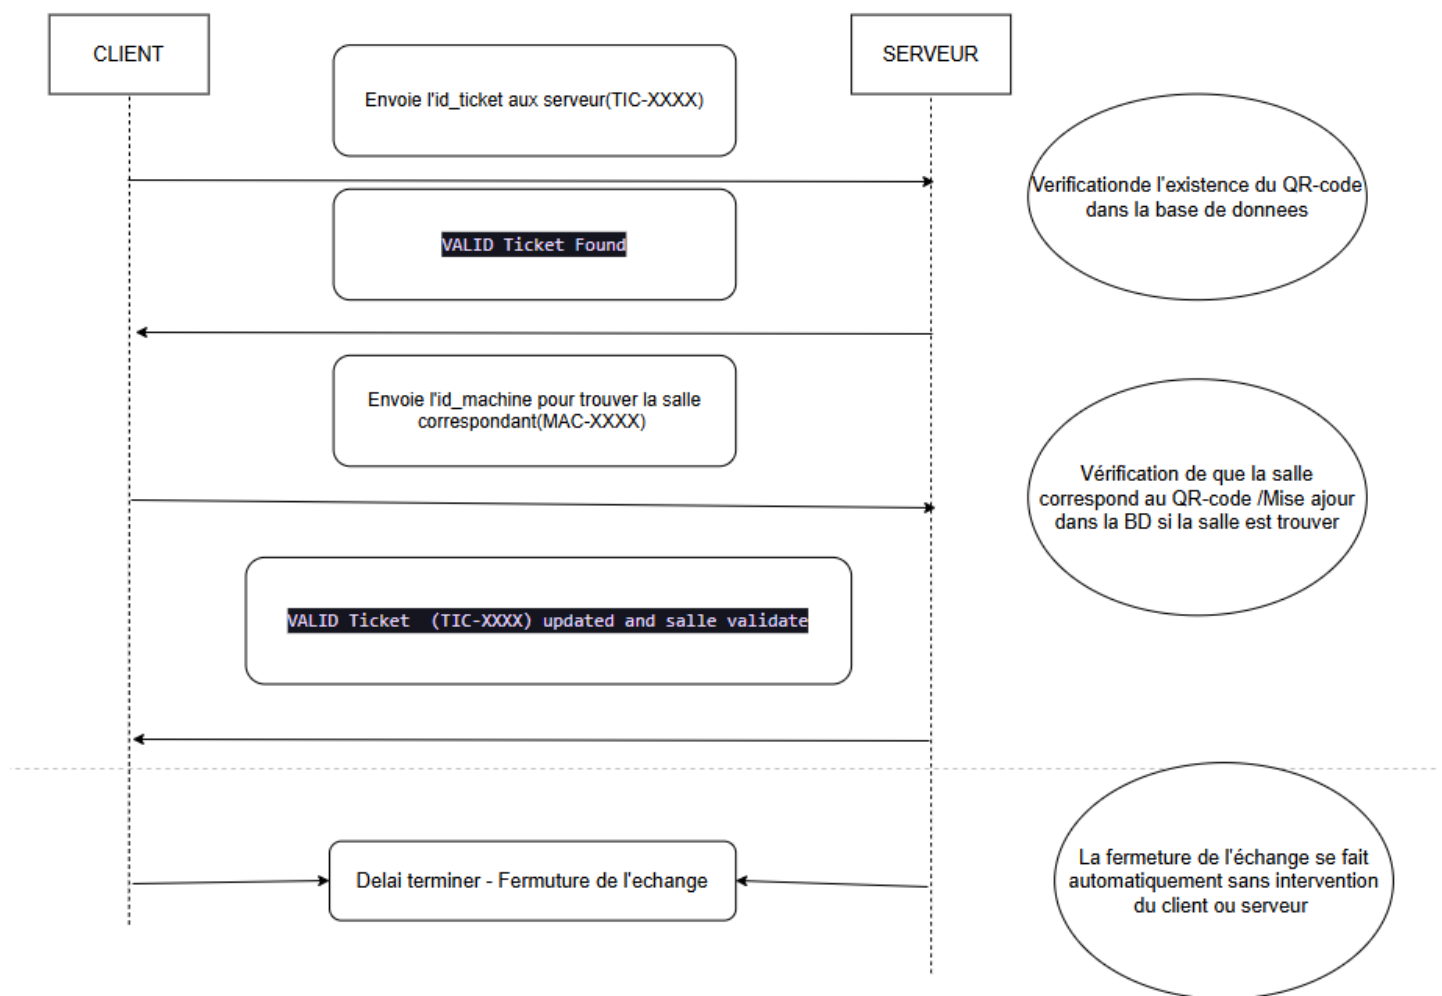 CLIENT
SERVEUR
Envoie l'id_ticket aux serveur(TIC-XXXX)
Verificationde l'existence du QR-code
dans la base de donnees
VALID Ticket Found
Envoie l'id_machine pour trouver la salle
correspondant(MAC-XXXX)
Vérification de que la salle
correspond au QR-code /Mise ajour
dans la BD si la salle est trouver
VALID Ticket  (TIC-XXXX) updated and salle validate
Delai terminer - Fermuture de l'echange
La fermeture de l'échange se fait
automatiquement sans intervention
du client ou serveur